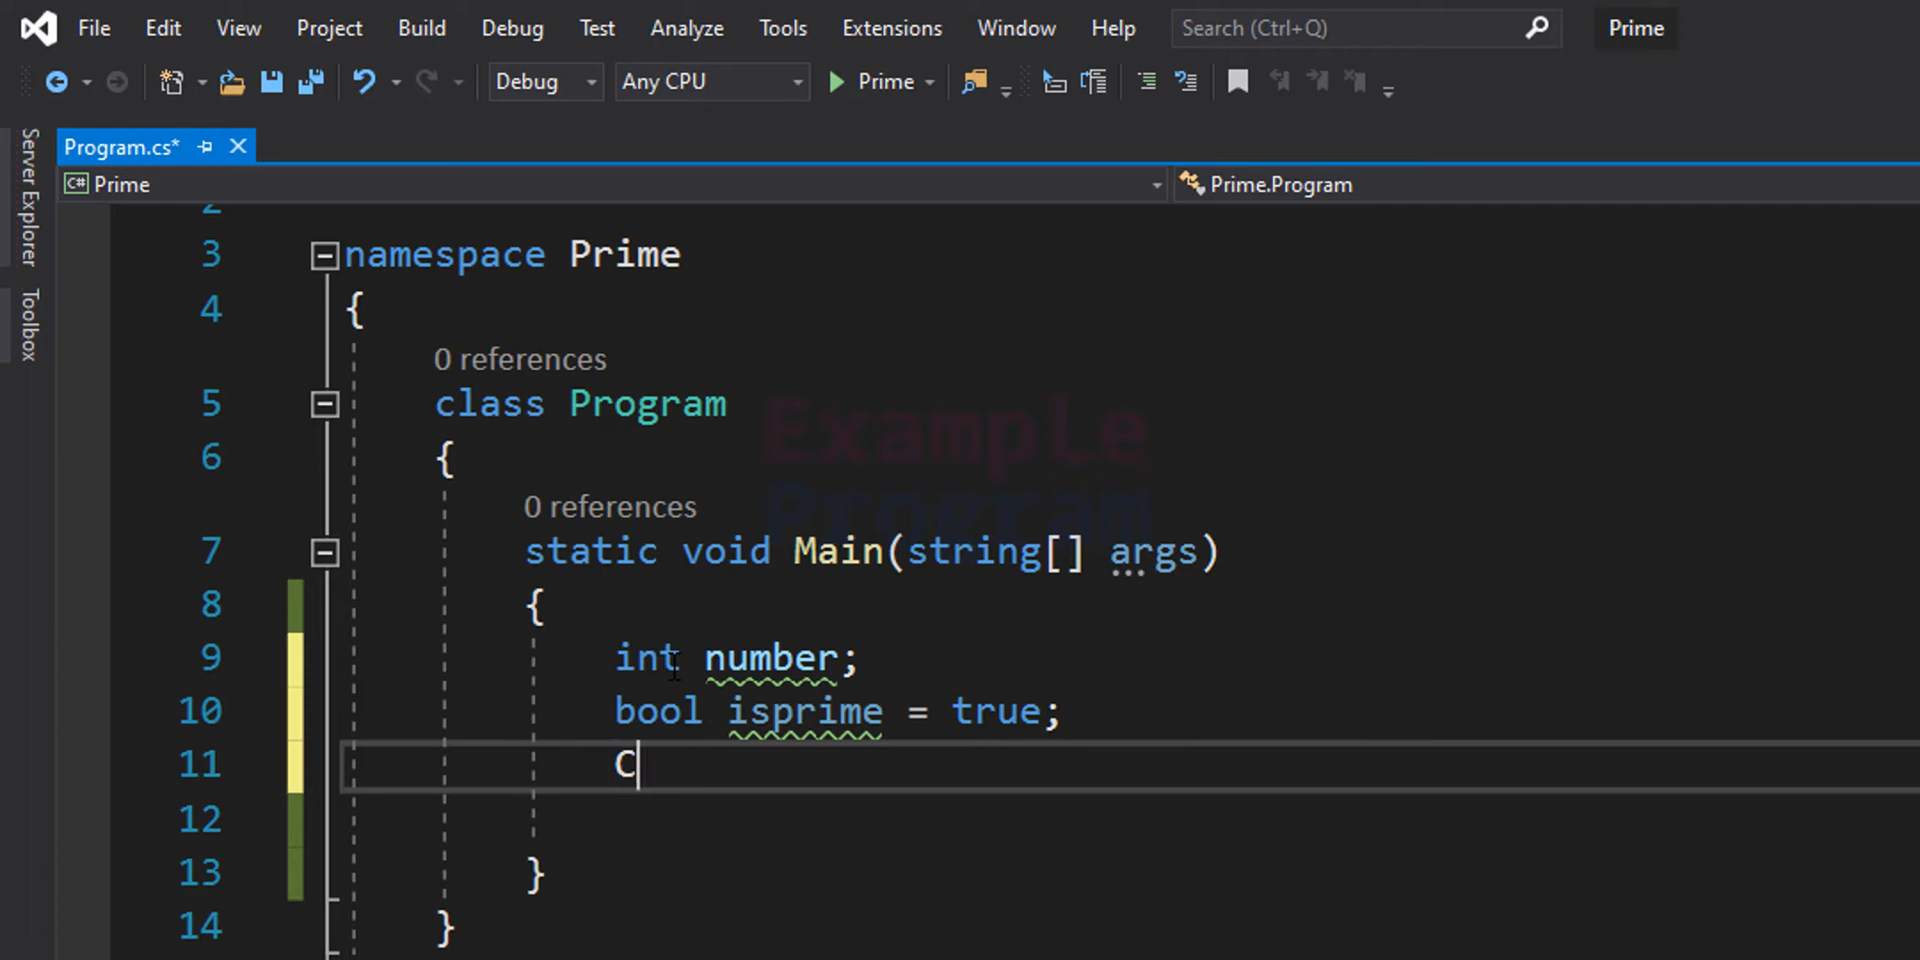 File Edit View Project Build Debug Test Analyze Tools Extensions Window Help Search (Ctrl+Q) Prime
Debug Any CPU Prime
Program.cs*
C# Prime Prime.Program
Server Explorer
Toolbox
2
3 namespace Prime
4 {
0 references
5 class Program
6 {
0 references
7 static void Main(string[] args)
8 {
9 int number;
10 bool isprime = true;
11 C
12
13 }
14 }
Example
Program